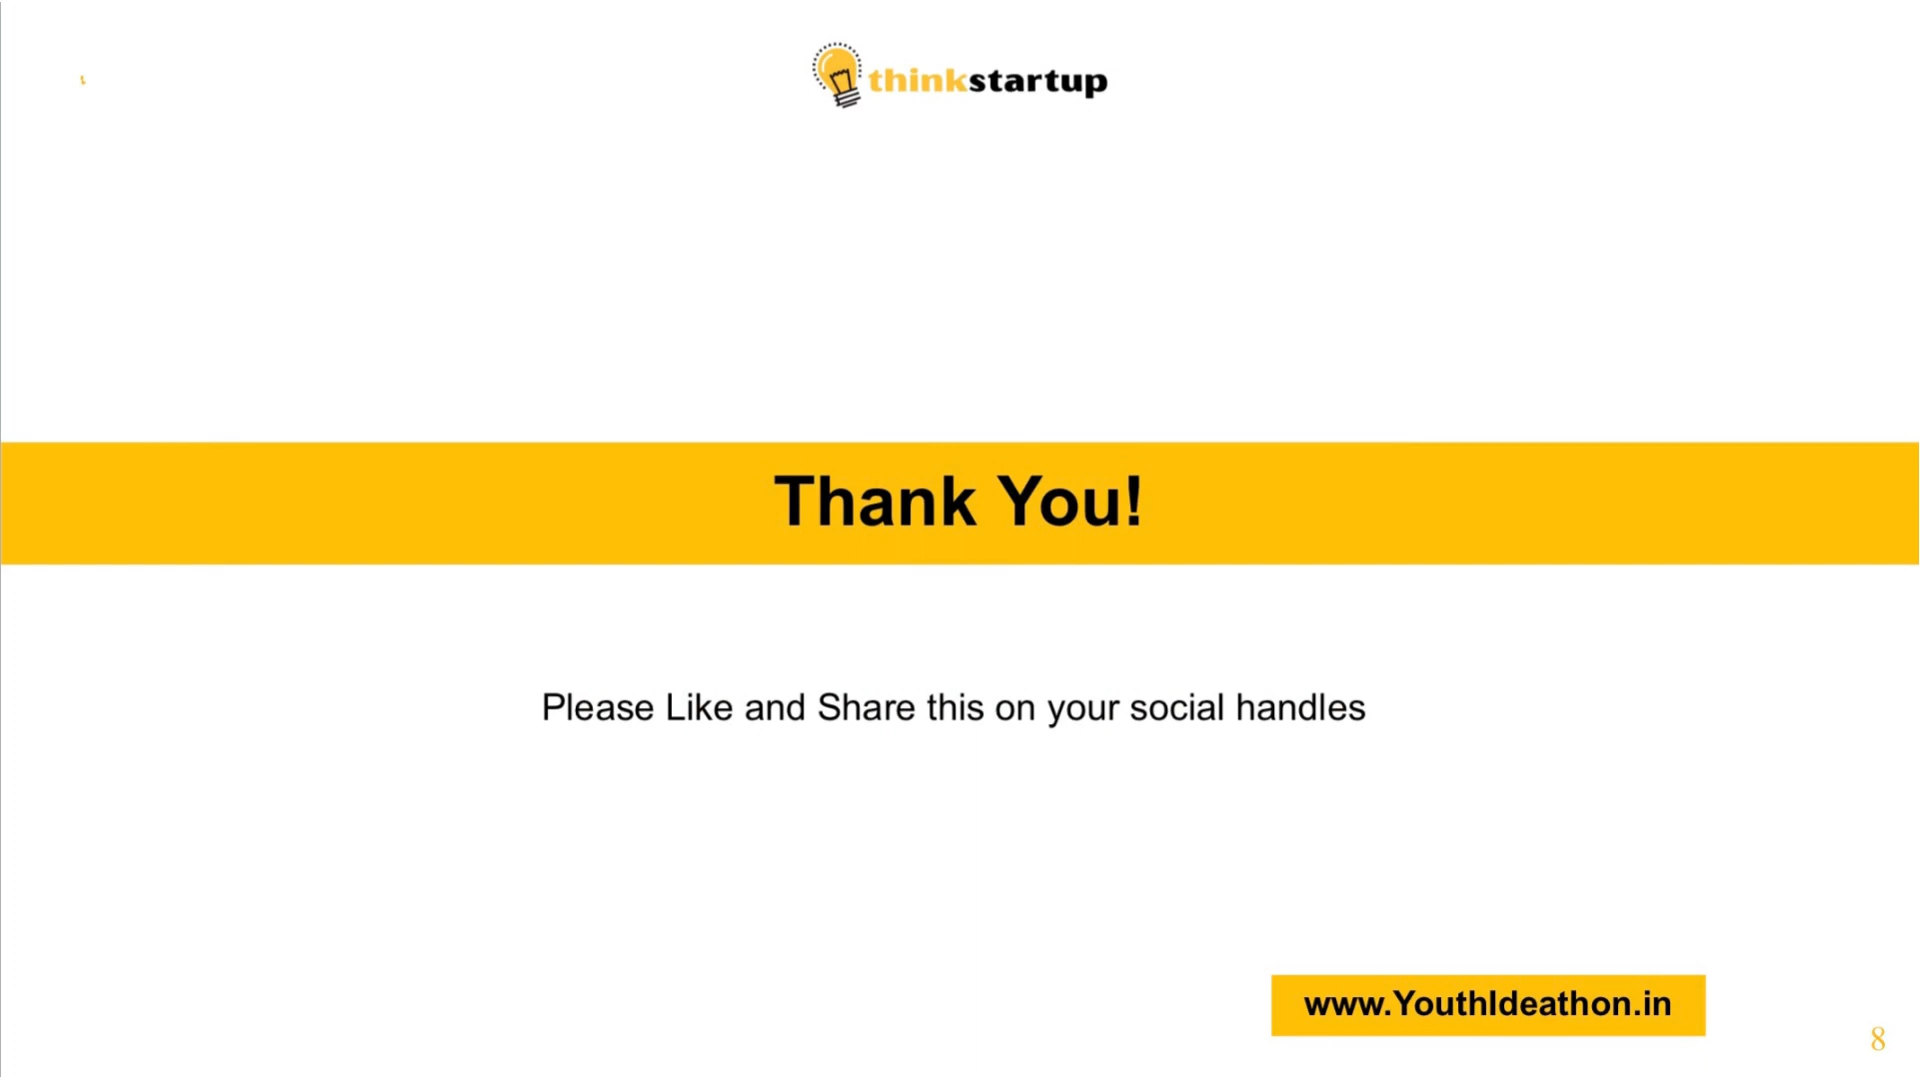 thinkstartup
Thank You!
Please Like and Share this on your social handles
www.YouthIdeathon.in
8